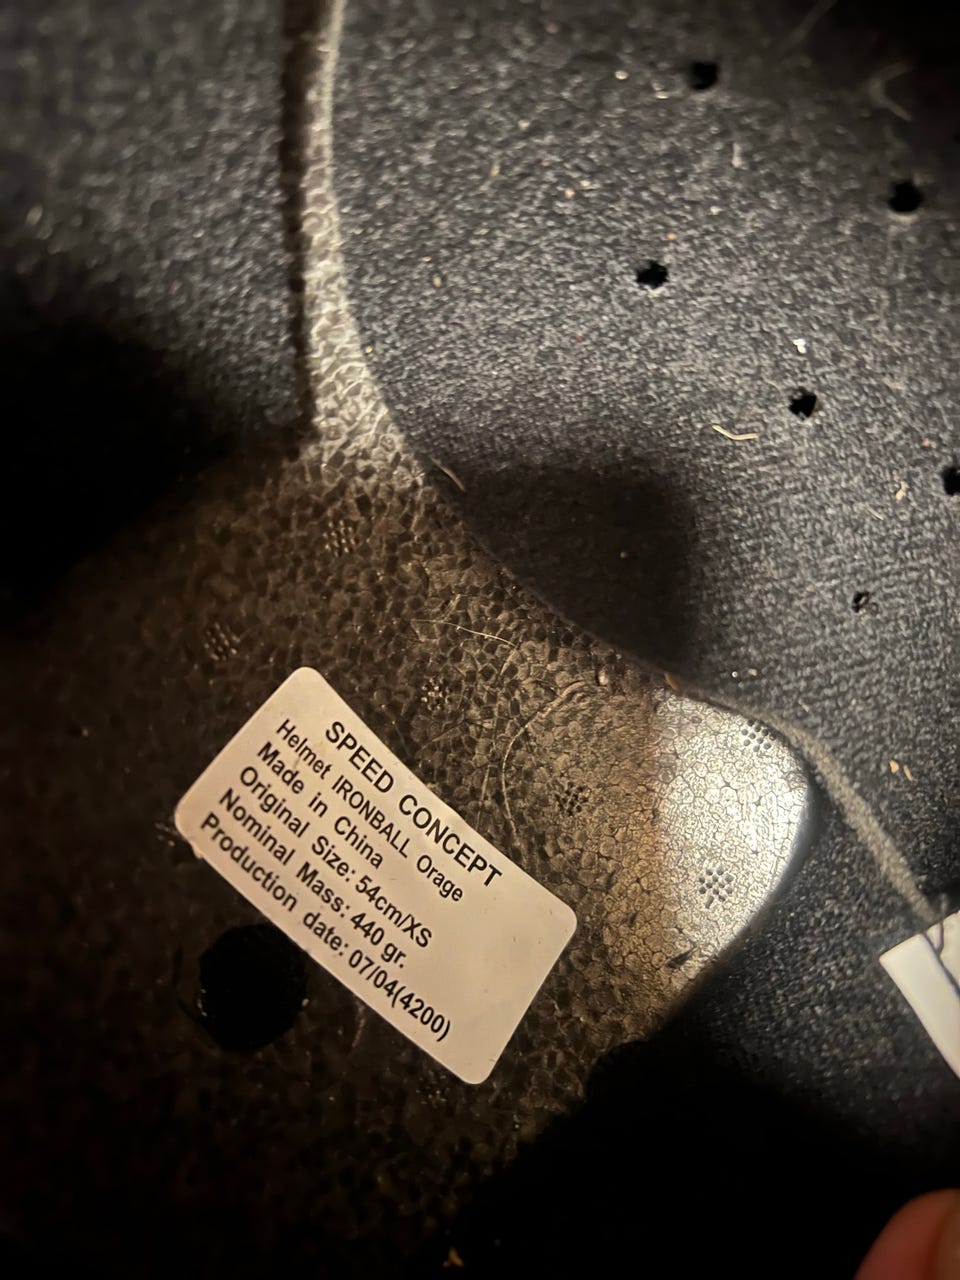 SPEED CONCEPT
Helmet IRONBALL Orage
Made in China
Original Size: 54cm/XS
Nominal Mass: 440 gr.
Production date: 07/04(4200)